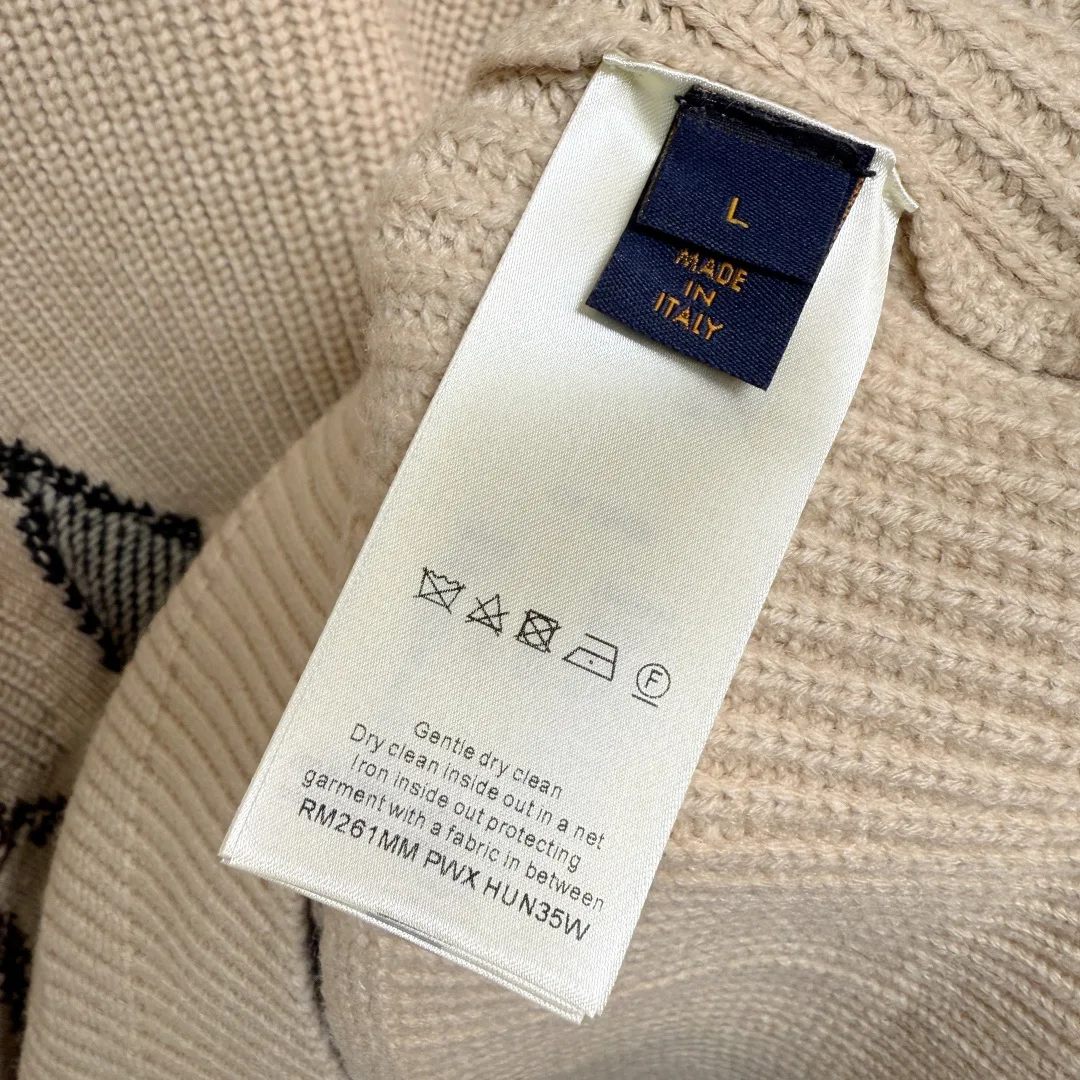 L
MADE
IN
ITALY
F
Gentle dry clean
Dry clean inside out in a net
Iron inside out protecting
garment with a fabric in between
RM261MM PWX HUN35W